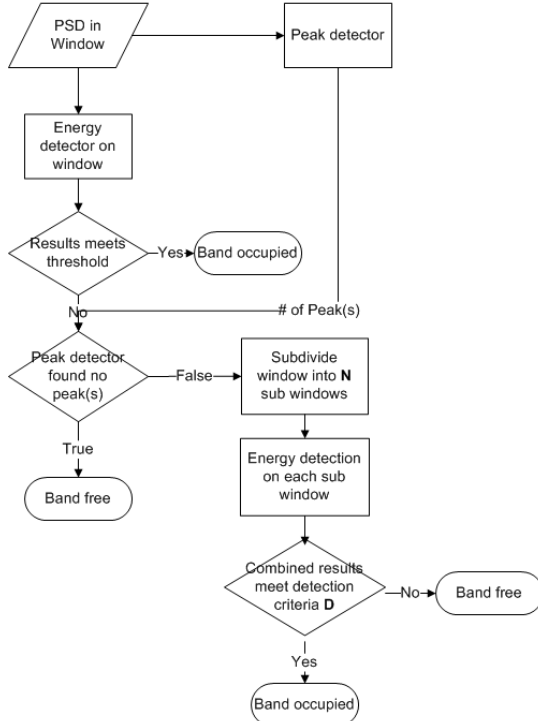 PSD in
Window
Peak detector
Energy
detector on
window
Results meets
threshold
Yes
Band occupied
No
# of Peak(s)
Peak detector
found no
peak(s)
False
Subdivide
window into N
sub windows
True
Band free
Energy detection
on each sub
window
Combined results
meet detection
criteria D
No
Band free
Yes
Band occupied